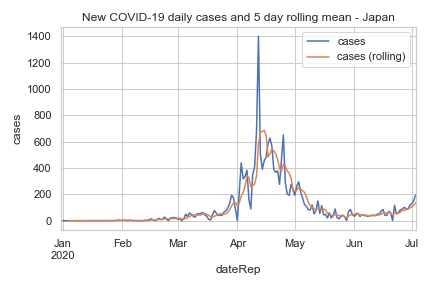 New COVID-19 daily cases and 5 day rolling mean - Japan
cases
cases (rolling)
1400
1200
1000
800
600
400
200
0
cases
Jan
2020
Feb
Mar
Apr
May
Jun
Jul
dateRep